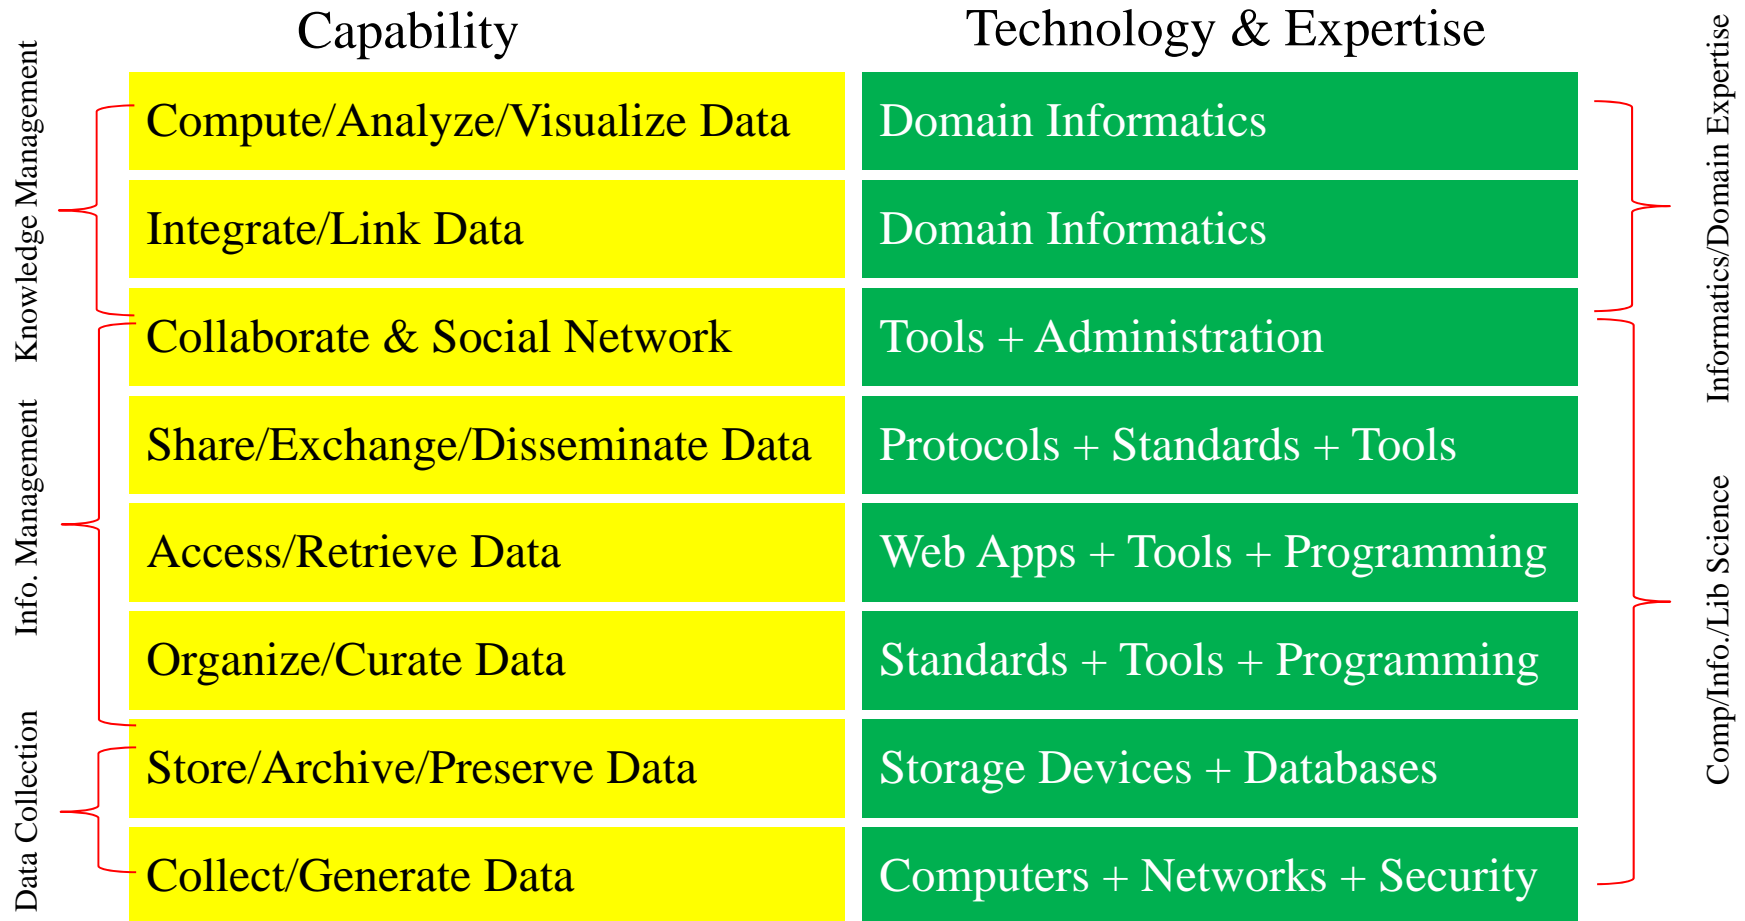 Capability
Technology & Expertise
Knowledge Management
Info. Management
Data Collection
Compute/Analyze/Visualize Data
Domain Informatics
Integrate/Link Data
Domain Informatics
Collaborate & Social Network
Tools + Administration
Share/Exchange/Disseminate Data
Protocols + Standards + Tools
Access/Retrieve Data
Web Apps + Tools + Programming
Organize/Curate Data
Standards + Tools + Programming
Store/Archive/Preserve Data
Storage Devices + Databases
Collect/Generate Data
Computers + Networks + Security
Informatics/Domain Expertise
Comp/Info./Lib Science